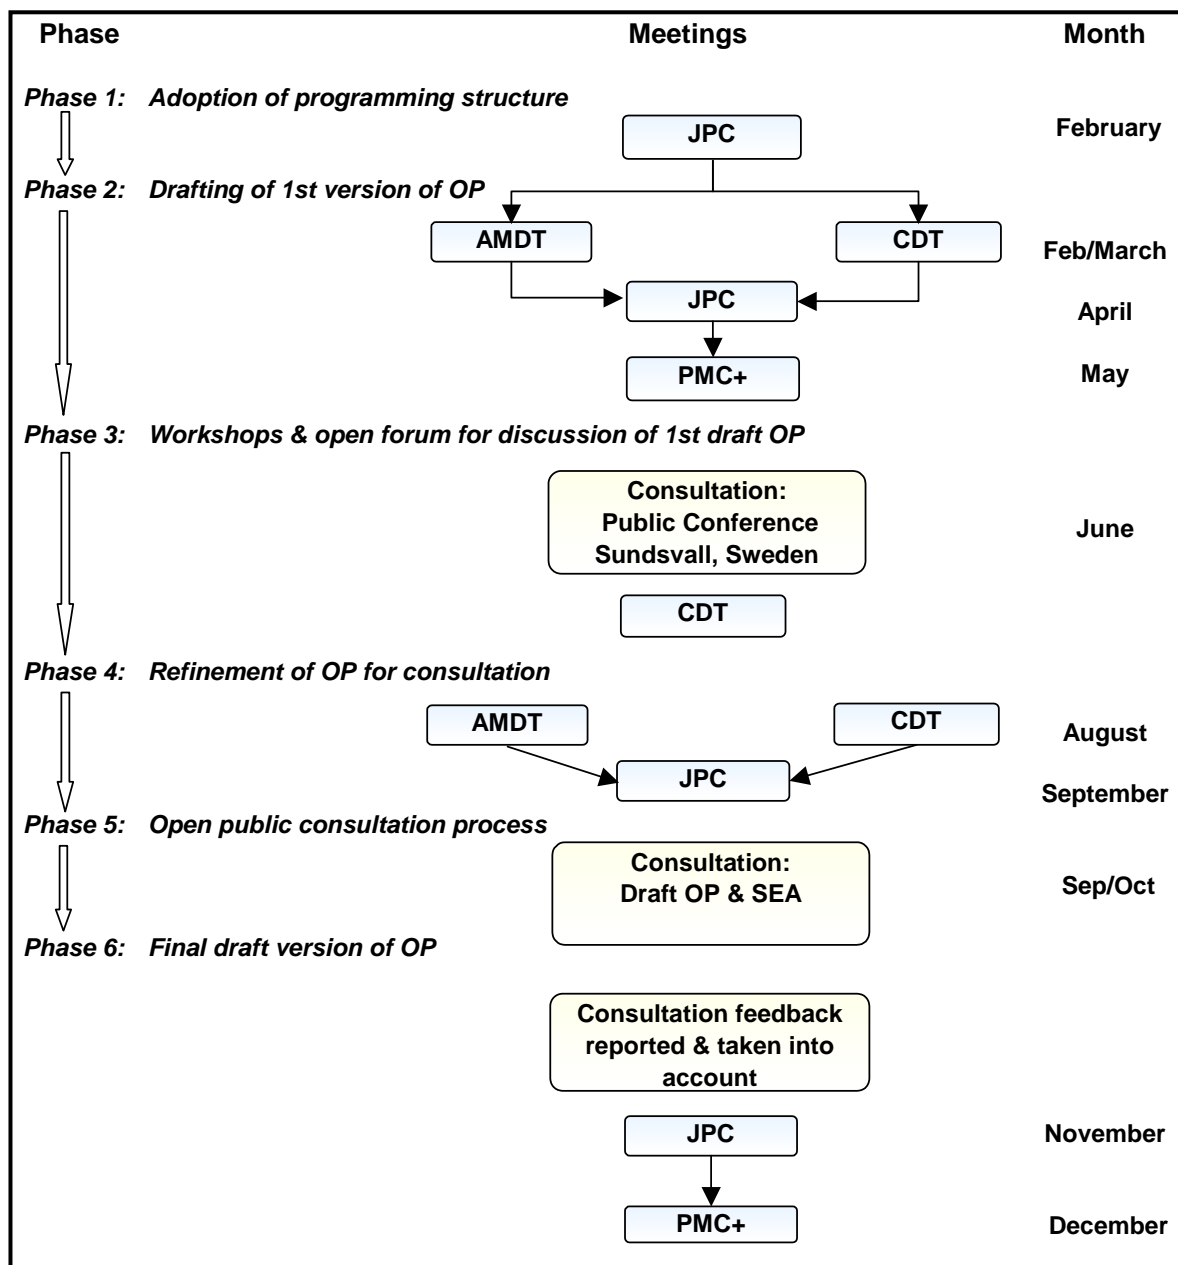 Phase Meetings Month
Phase 1: Adoption of programming structure
February
JPC
Phase 2: Drafting of 1st version of OP
AMDT CDT
Feb/March
JPC
April
PMC+ May
Phase 3: Workshops & open forum for discussion of 1st draft OP
Consultation:
Public Conference
Sundsvall, Sweden
June
CDT
Phase 4: Refinement of OP for consultation
AMDT CDT
August
JPC
September
Phase 5: Open public consultation process
Consultation:
Draft OP & SEA
Sep/Oct
Phase 6: Final draft version of OP
Consultation feedback
reported & taken into
account
JPC November
PMC+ December